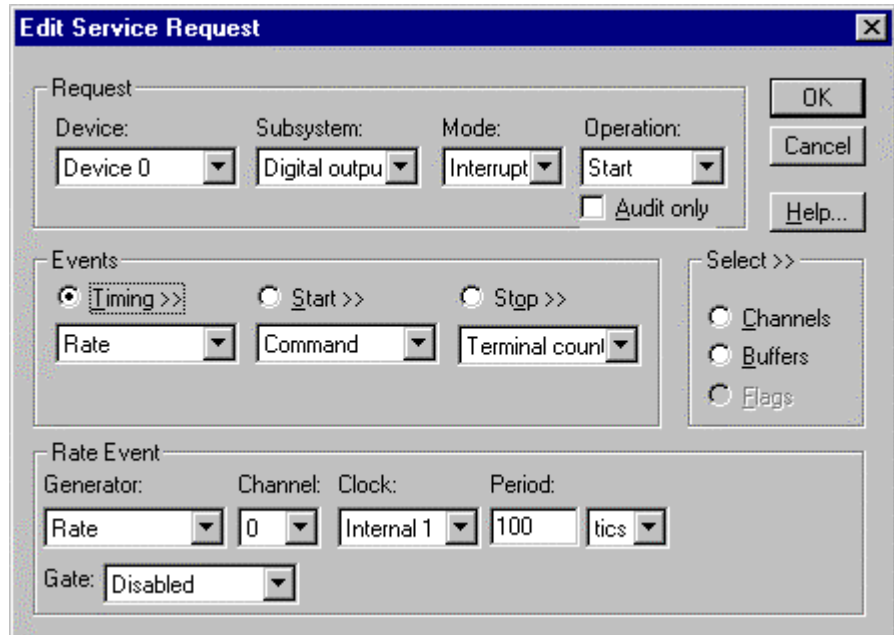 Edit Service Request
Request
OK
Device: Subsystem: Mode: Operation:
Device 0 Digital outpu Interrupt Start
Cancel
Audit only
Help...
Events
Select >>
Timing >> Start >> Stop >>
Rate Command Terminal count
Channels
Buffers
Flags
Rate Event
Generator: Channel: Clock: Period:
Rate 0 Internal 1 100 tics
Gate: Disabled